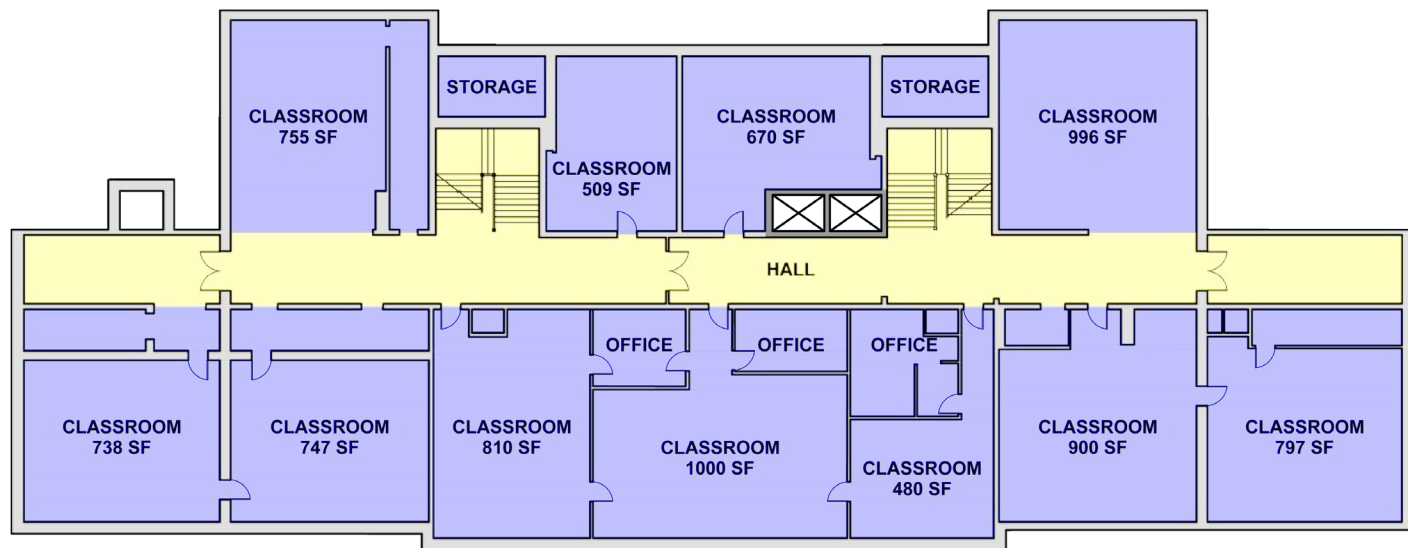 STORAGE
STORAGE
CLASSROOM
755 SF
CLASSROOM
670 SF
CLASSROOM
996 SF
CLASSROOM
509 SF
HALL
OFFICE
OFFICE
OFFICE
CLASSROOM
738 SF
CLASSROOM
747 SF
CLASSROOM
810 SF
CLASSROOM
1000 SF
CLASSROOM
480 SF
CLASSROOM
900 SF
CLASSROOM
797 SF